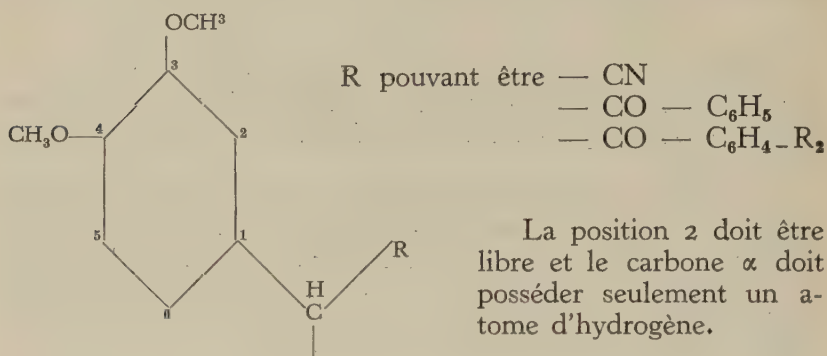 OCH³
3
R pouvant être — CN
— CO — C₆H₅
CH₃O— 4
2
— CO — C₆H₄ – R₂
5
1
R
La position 2 doit être
libre et le carbone α doit
H
posséder seulement un a-
6
C
tome d'hydrogène.